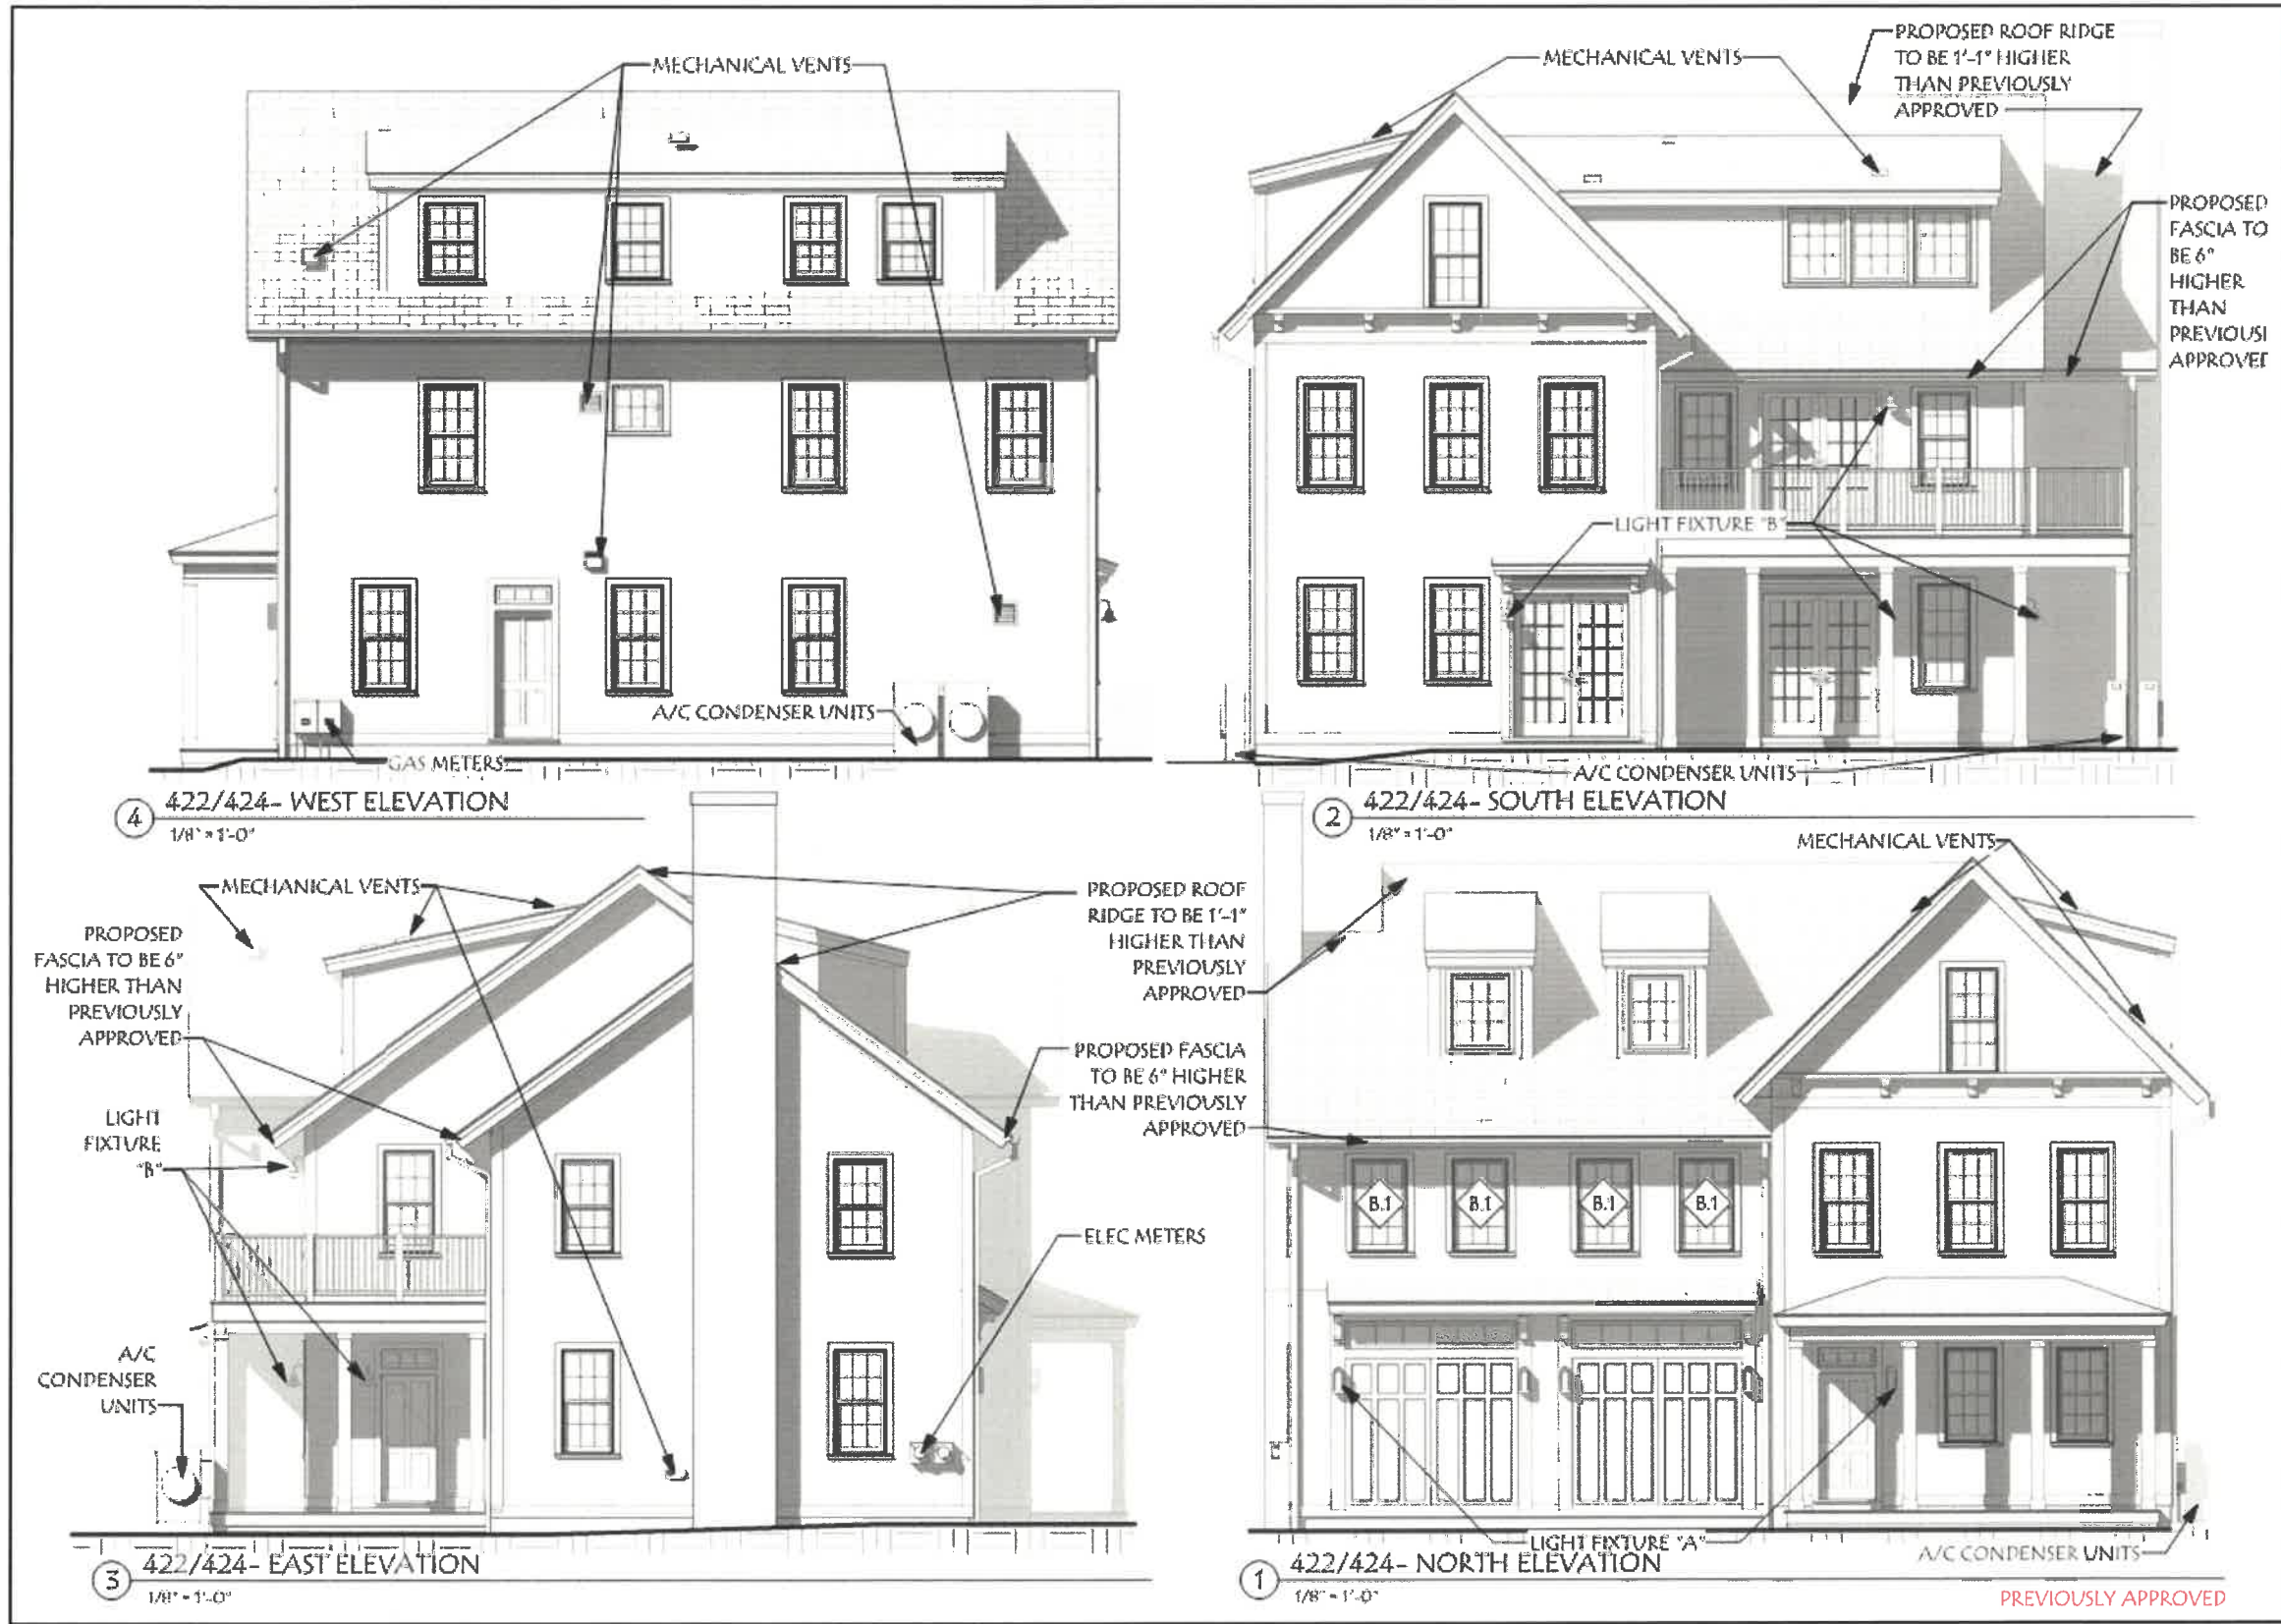 MECHANICAL VENTS
GAS METERS
A/C CONDENSER UNITS
4
422/424- WEST ELEVATION
1/8" = 1'-0"
MECHANICAL VENTS
PROPOSED ROOF RIDGE
TO BE 1'-1" HIGHER
THAN PREVIOUSLY
APPROVED
PROPOSED
FASCIA TO
BE 6"
HIGHER
THAN
PREVIOUSL
APPROVED
LIGHT FIXTURE "B"
A/C CONDENSER UNITS
2
422/424- SOUTH ELEVATION
1/8" = 1'-0"
MECHANICAL VENTS
PROPOSED
FASCIA TO BE 6"
HIGHER THAN
PREVIOUSLY
APPROVED
LIGHT
FIXTURE
"B"
A/C
CONDENSER
UNITS
PROPOSED ROOF
RIDGE TO BE 1'-1"
HIGHER THAN
PREVIOUSLY
APPROVED
PROPOSED FASCIA
TO BE 6" HIGHER
THAN PREVIOUSLY
APPROVED
ELEC METERS
3
422/424- EAST ELEVATION
1/8" = 1'-0"
MECHANICAL VENTS
B.1
B.1
B.1
B.1
LIGHT FIXTURE "A"
A/C CONDENSER UNITS
1
422/424- NORTH ELEVATION
1/8" = 1'-0"
PREVIOUSLY APPROVED